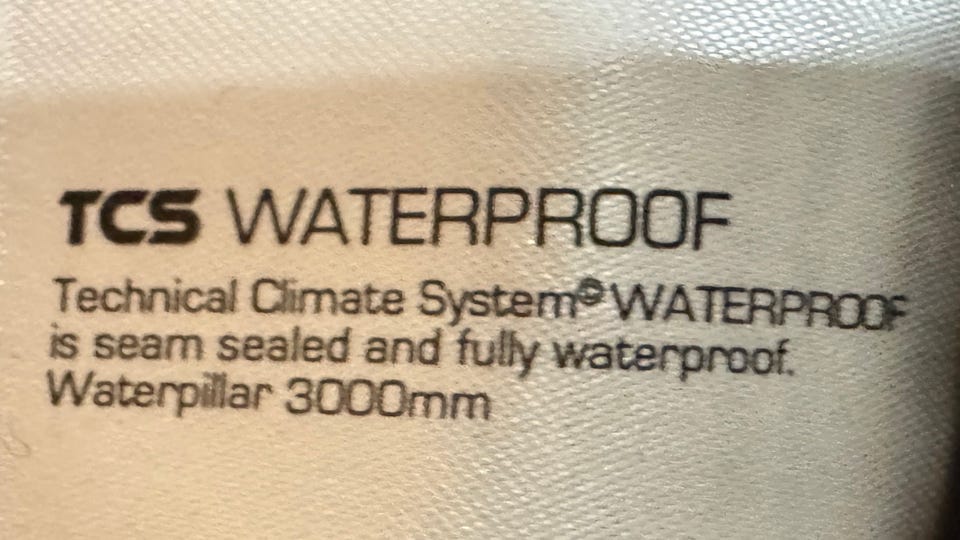 TCS WATERPROOF
Technical Climate System® WATERPROOF
is seam sealed and fully waterproof.
Waterpillar 3000mm